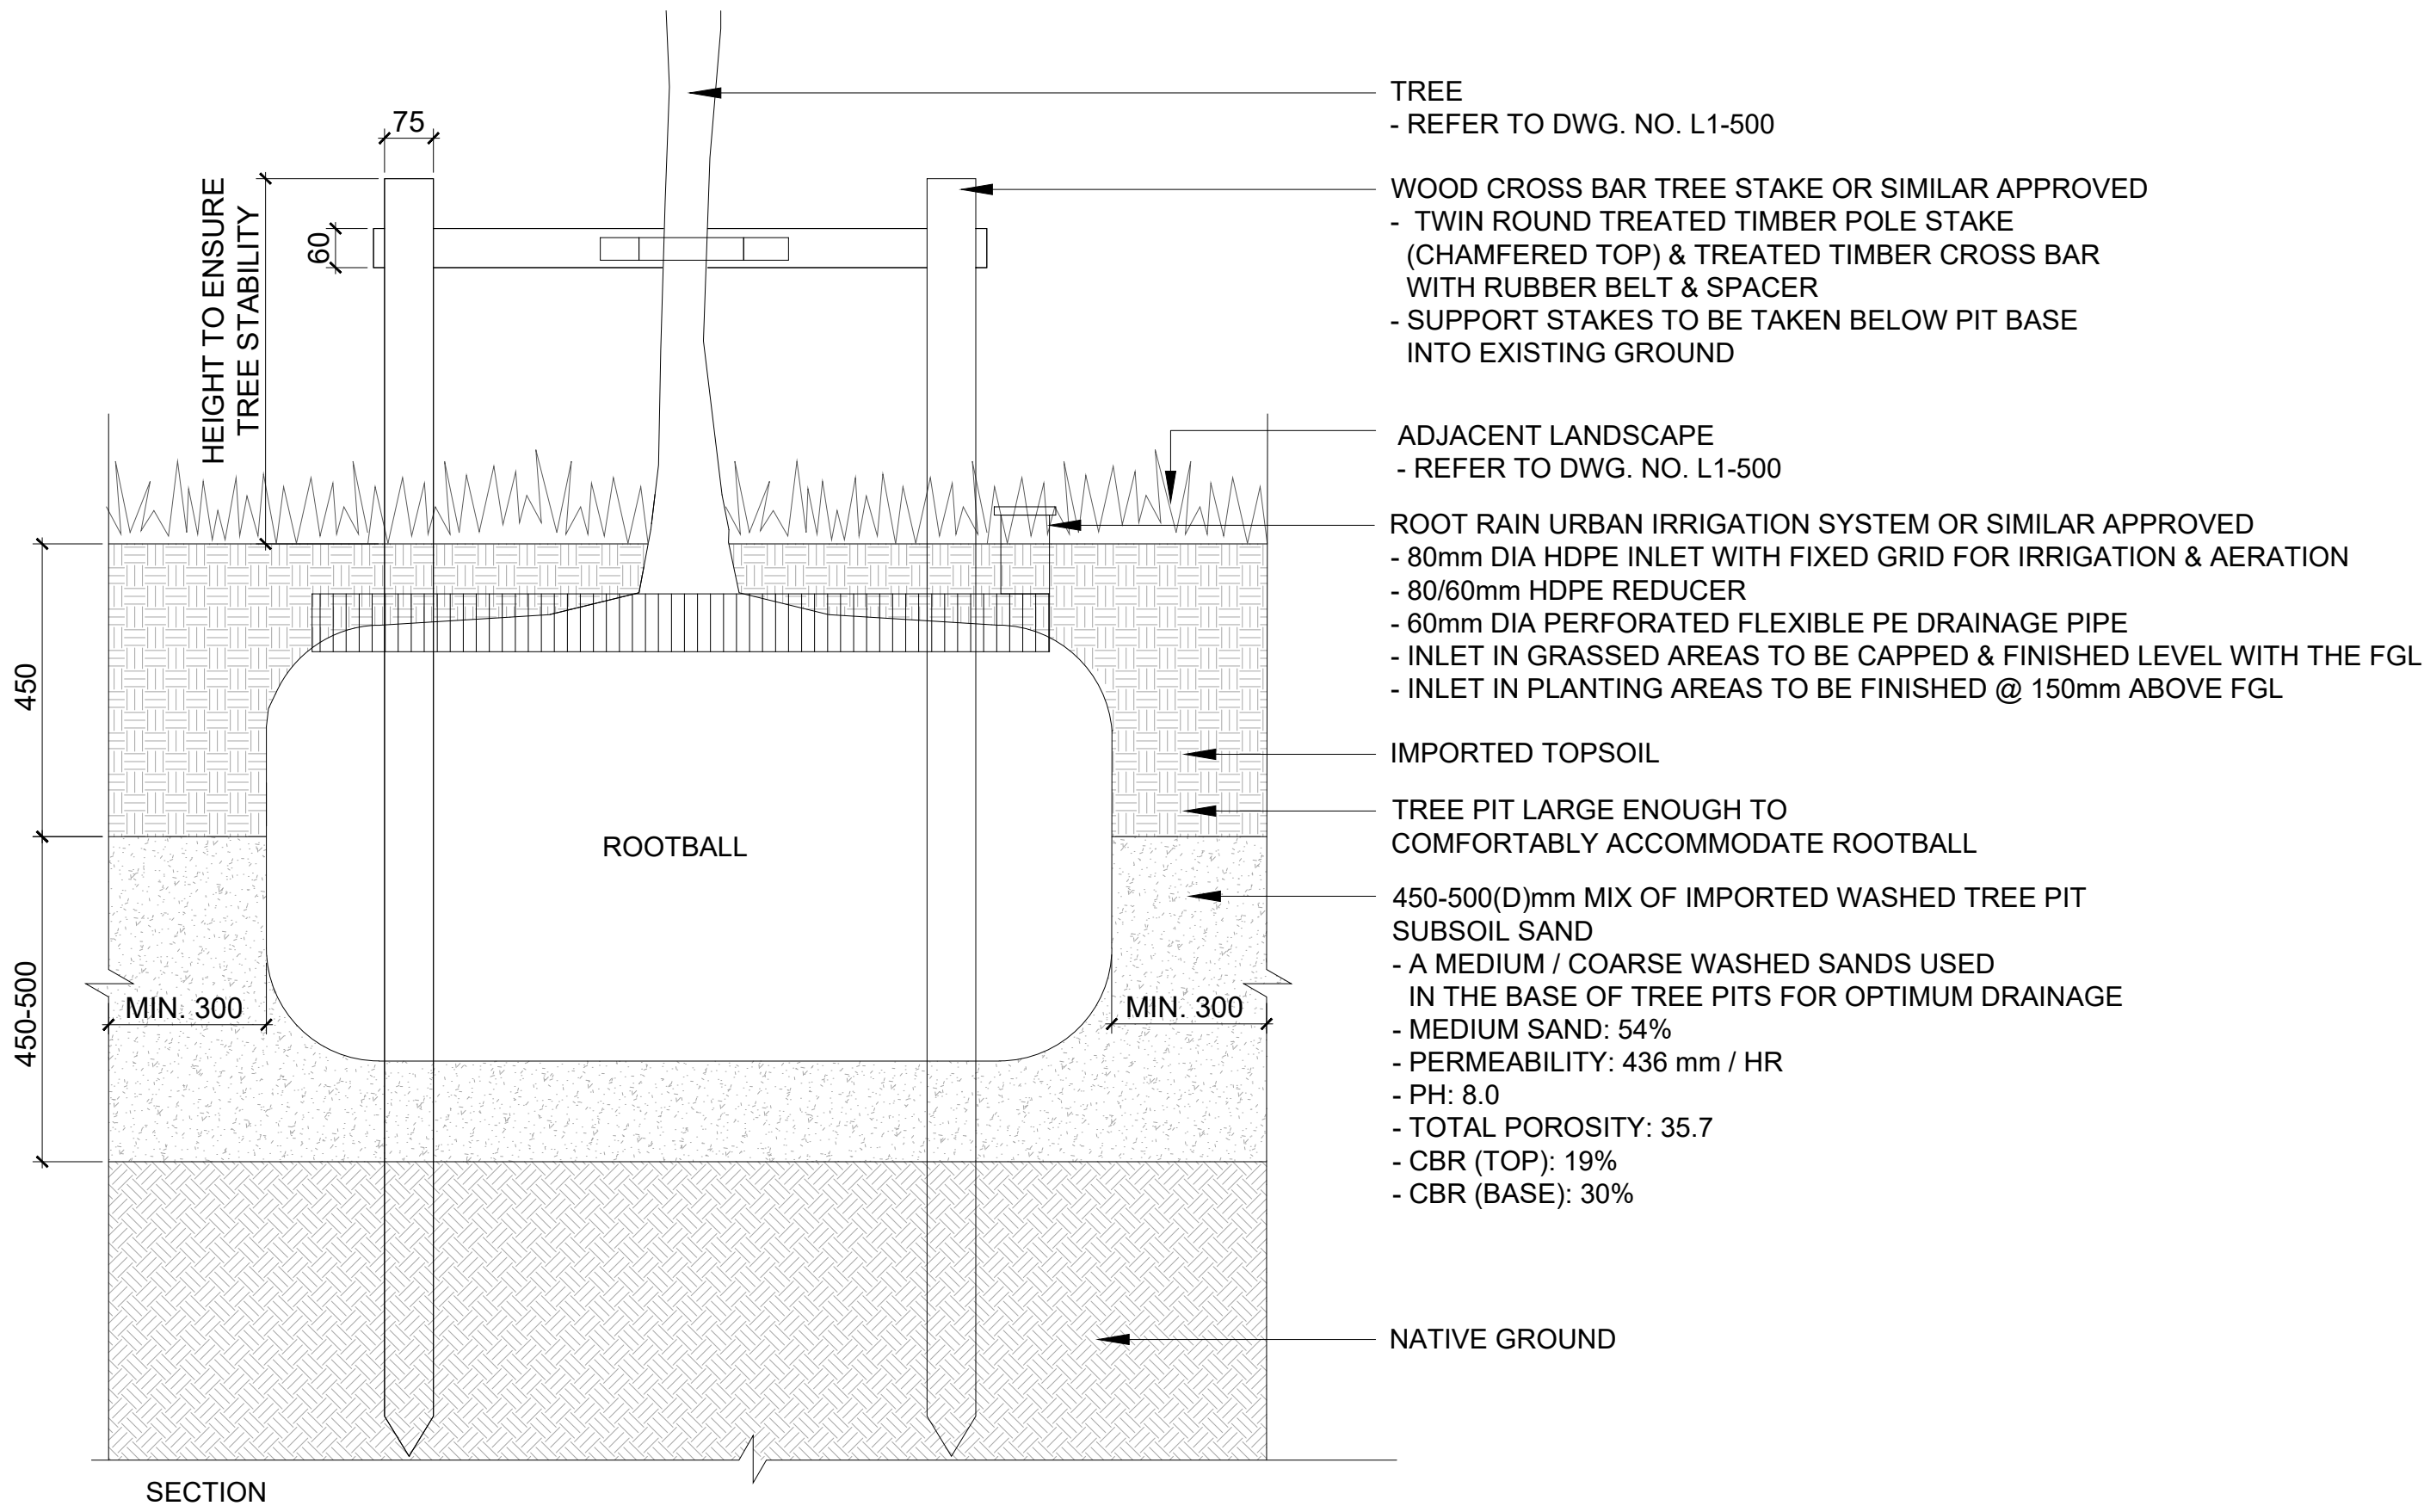 TREE
- REFER TO DWG. NO. L1-500
75
WOOD CROSS BAR TREE STAKE OR SIMILAR APPROVED
- TWIN ROUND TREATED TIMBER POLE STAKE
(CHAMFERED TOP) & TREATED TIMBER CROSS BAR
WITH RUBBER BELT & SPACER
- SUPPORT STAKES TO BE TAKEN BELOW PIT BASE
INTO EXISTING GROUND
HEIGHT TO ENSURE
TREE STABILITY
60
ADJACENT LANDSCAPE
- REFER TO DWG. NO. L1-500
ROOT RAIN URBAN IRRIGATION SYSTEM OR SIMILAR APPROVED
- 80mm DIA HDPE INLET WITH FIXED GRID FOR IRRIGATION & AERATION
- 80/60mm HDPE REDUCER
- 60mm DIA PERFORATED FLEXIBLE PE DRAINAGE PIPE
- INLET IN GRASSED AREAS TO BE CAPPED & FINISHED LEVEL WITH THE FGL
- INLET IN PLANTING AREAS TO BE FINISHED @ 150mm ABOVE FGL
450
IMPORTED TOPSOIL
TREE PIT LARGE ENOUGH TO
COMFORTABLY ACCOMMODATE ROOTBALL
ROOTBALL
450-500(D)mm MIX OF IMPORTED WASHED TREE PIT
SUBSOIL SAND
- A MEDIUM / COARSE WASHED SANDS USED
IN THE BASE OF TREE PITS FOR OPTIMUM DRAINAGE
- MEDIUM SAND: 54%
- PERMEABILITY: 436 mm / HR
- PH: 8.0
- TOTAL POROSITY: 35.7
- CBR (TOP): 19%
- CBR (BASE): 30%
450-500
MIN. 300
MIN. 300
NATIVE GROUND
SECTION